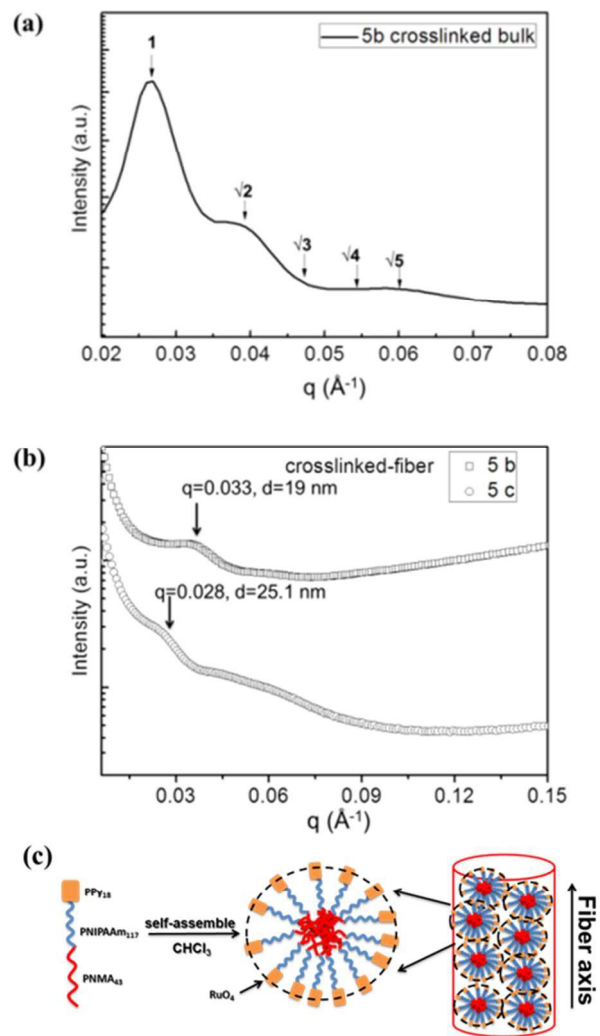 (a)
5b crosslinked bulk
1
√2
√3
√4
√5
Intensity (a.u.)
0.02 0.03 0.04 0.05 0.06 0.07 0.08
q (Å⁻¹)
(b)
crosslinked-fiber
5 b
5 c
q=0.033, d=19 nm
q=0.028, d=25.1 nm
Intensity (a.u.)
0.03 0.06 0.09 0.12 0.15
q (Å⁻¹)
(c)
PPy₁₈
PNIPAAm₁₁₇
PNMA₄₃
self-assemble
CHCl₃
RuO₄
Fiber axis